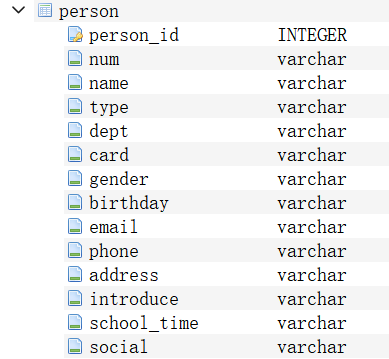 person
person_id INTEGER
num varchar
name varchar
type varchar
dept varchar
card varchar
gender varchar
birthday varchar
email varchar
phone varchar
address varchar
introduce varchar
school_time varchar
social varchar